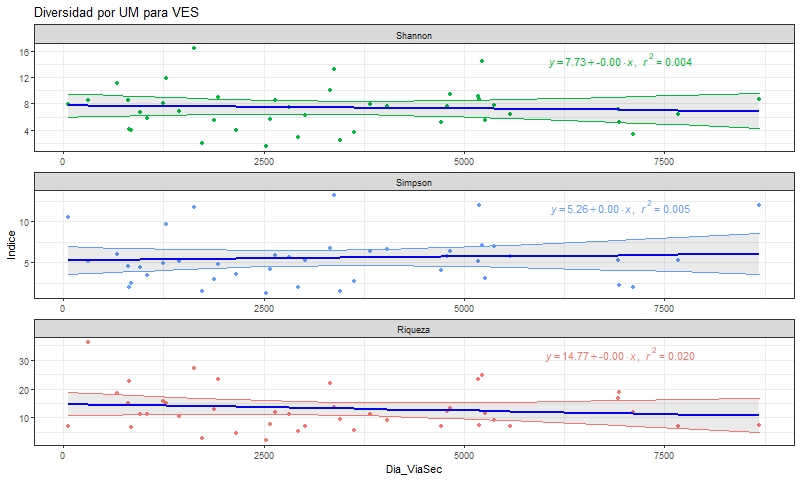 Diversidad por UM para VES
Shannon
16
12
8
4
y = 7.73 + -0.00 · x, r² = 0.004
0 2500 5000 7500
Simpson
10
5
y = 5.26 + 0.00 · x, r² = 0.005
0 2500 5000 7500
Indice
Riqueza
30
20
10
y = 14.77 + -0.00 · x, r² = 0.020
0 2500 5000 7500
Dia_ViaSec